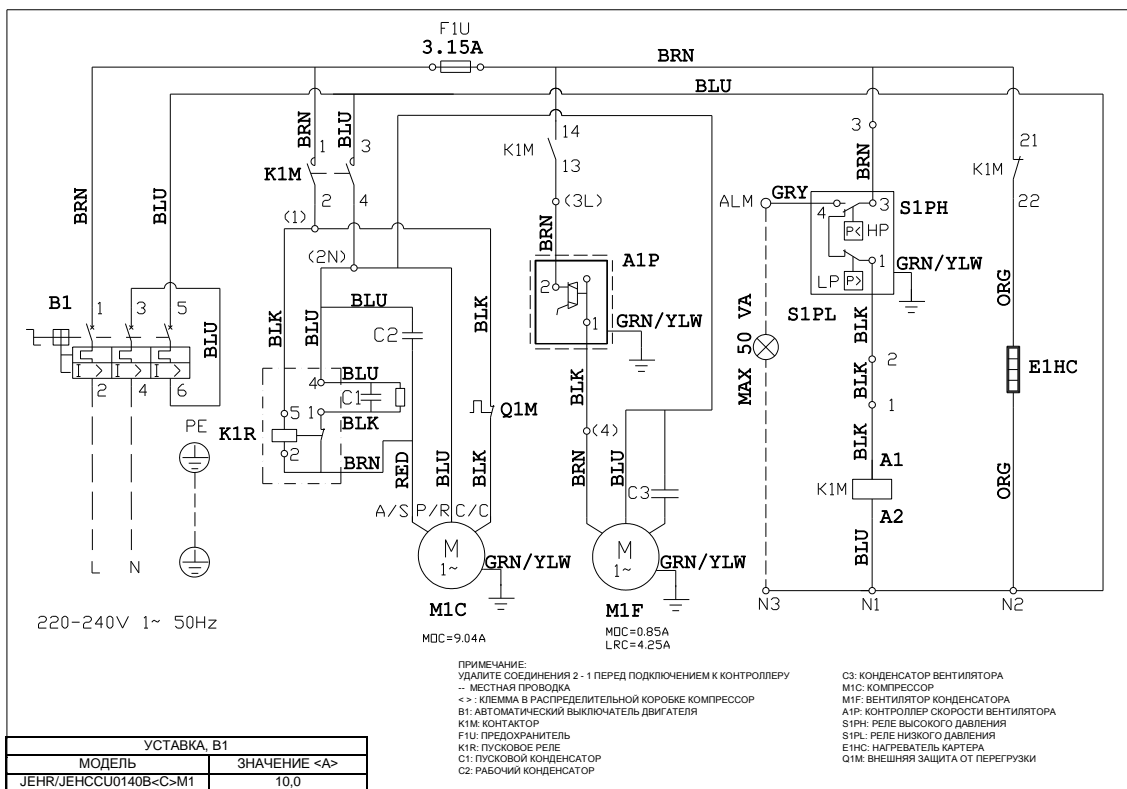 F1U
3.15A
BRN
BLU
BRN
BLU
1
3
K1M
2
4
(1)
(2N)
14
K1M
13
(3L)
BRN
2
1
A1P
GRN/YLW
3
BRN
ALM
GRY
4
3
S1PH
P<
HP
1
LP
P>
GRN/YLW
S1PL
21
K1M
22
ORG
E1HC
ORG
BRN
BLU
B1
1
3
5
BLU
I >
I >
I >
2
4
6
PE
L
N
220-240V 1~ 50Hz
BLK
BLU
BLU
C2
BLK
4
BLU
C1
5
1
BLK
K1R
2
BRN
Q1M
RED
BLU
BLK
A/S
P/R
C/C
M
1~
GRN/YLW
M1C
MOC=9.04A
BLK
(4)
BRN
BLU
C3
M
1~
GRN/YLW
M1F
MOC=0.85A
LRC=4.25A
MAX 50 VA
BLK
2
BLK
1
BLK
A1
K1M
A2
BLU
N3
N1
N2
ПРИМЕЧАНИЕ:
УДАЛИТЕ СОЕДИНЕНИЯ 2 - 1 ПЕРЕД ПОДКЛЮЧЕНИЕМ К КОНТРОЛЛЕРУ
-- МЕСТНАЯ ПРОВОДКА
< > : КЛЕММА В РАСПРЕДЕЛИТЕЛЬНОЙ КОРОБКЕ КОМПРЕССОР
B1: АВТОМАТИЧЕСКИЙ ВЫКЛЮЧАТЕЛЬ ДВИГАТЕЛЯ
K1M: КОНТАКТОР
F1U: ПРЕДОХРАНИТЕЛЬ
K1R: ПУСКОВОЕ РЕЛЕ
C1: ПУСКОВОЙ КОНДЕНСАТОР
C2: РАБОЧИЙ КОНДЕНСАТОР
C3: КОНДЕНСАТОР ВЕНТИЛЯТОРА
M1C: КОМПРЕССОР
M1F: ВЕНТИЛЯТОР КОНДЕНСАТОРА
A1P: КОНТРОЛЛЕР СКОРОСТИ ВЕНТИЛЯТОРА
S1PH: РЕЛЕ ВЫСОКОГО ДАВЛЕНИЯ
S1PL: РЕЛЕ НИЗКОГО ДАВЛЕНИЯ
E1HC: НАГРЕВАТЕЛЬ КАРТЕРА
Q1M: ВНЕШНЯЯ ЗАЩИТА ОТ ПЕРЕГРУЗКИ
УСТАВКА, B1
МОДЕЛЬ
ЗНАЧЕНИЕ <A>
JEHR/JEHCCU0140B<C>M1
10,0